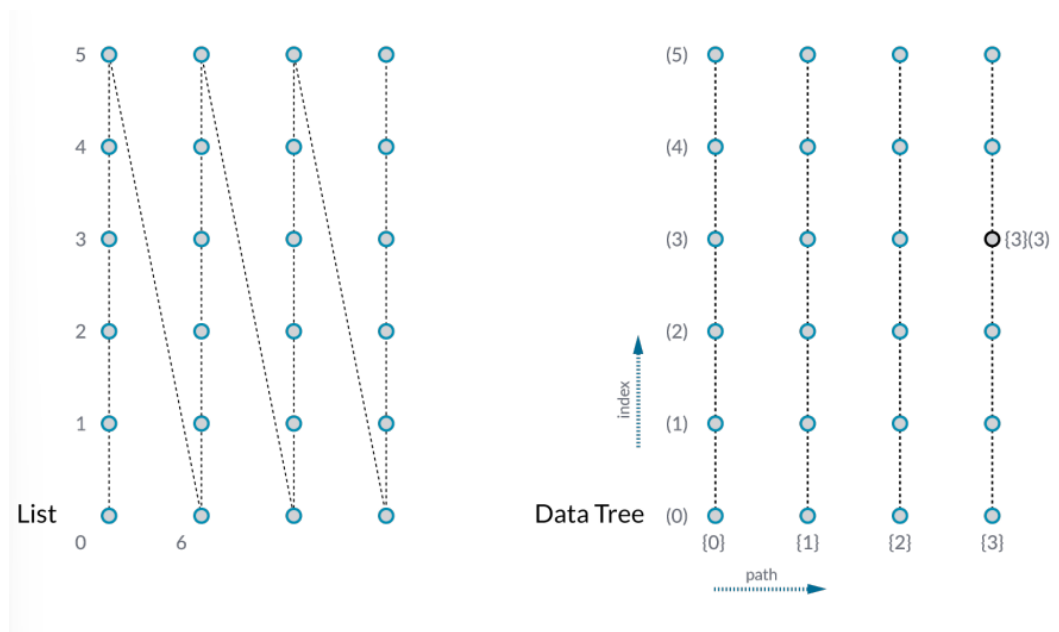 5
4
3
2
1
List
0 6
(5)
(4)
(3) {3}(3)
(2)
index
(1)
Data Tree (0)
{0} {1} {2} {3}
path